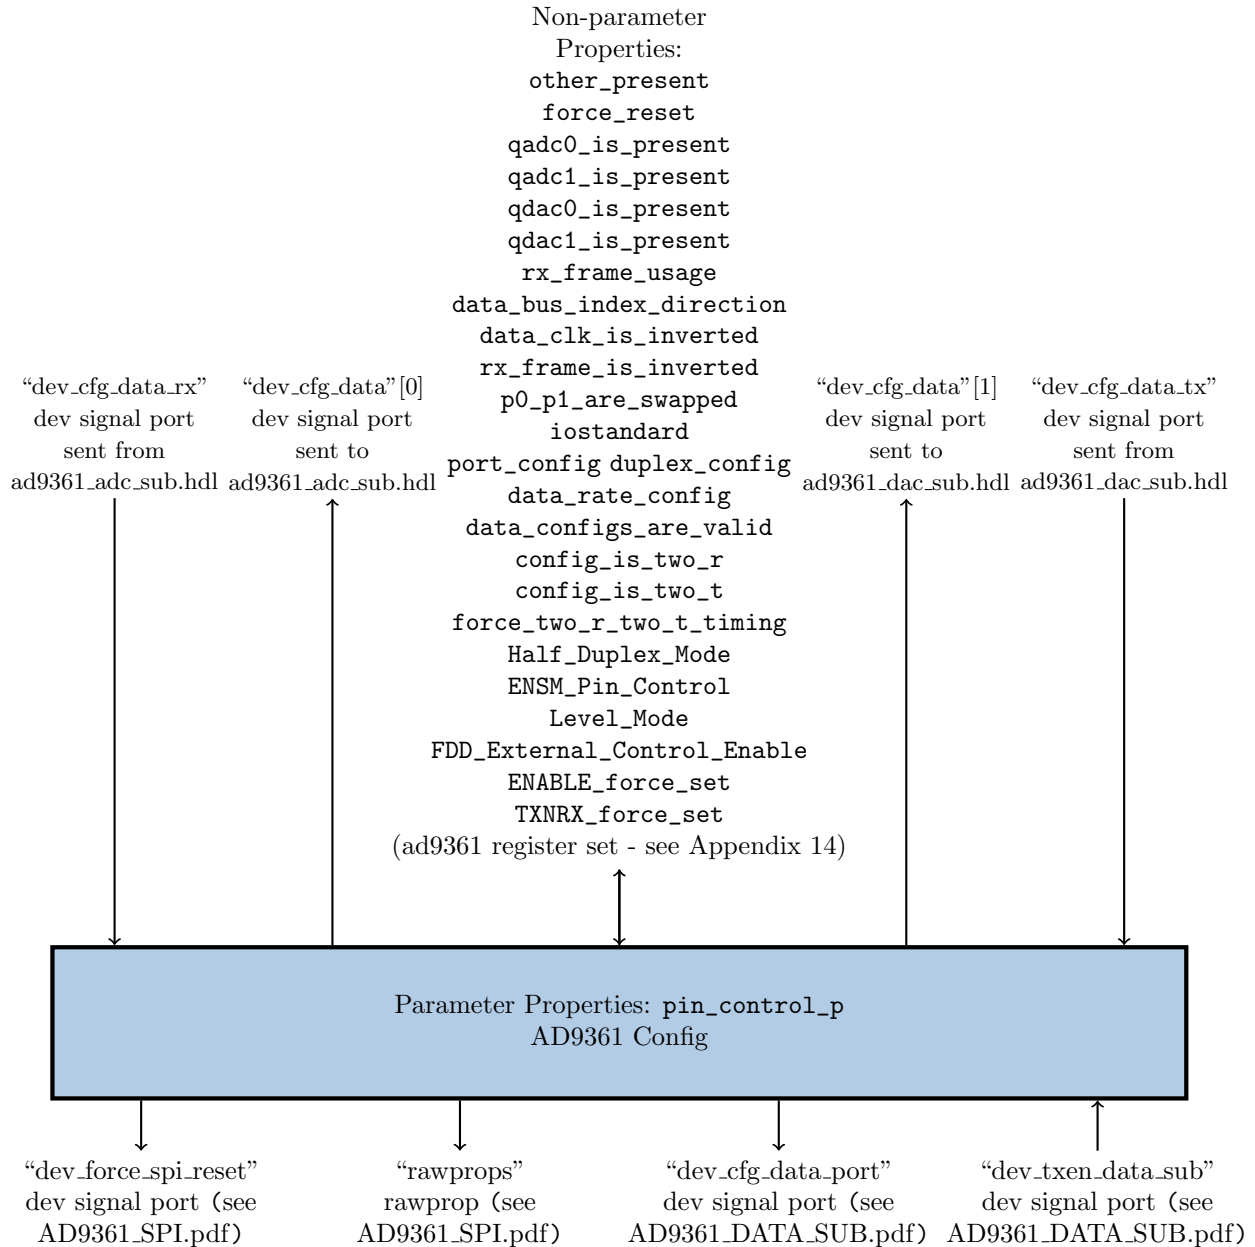 Non-parameter
Properties:
other_present
force_reset
qadc0_is_present
qadc1_is_present
qdac0_is_present
qdac1_is_present
rx_frame_usage
data_bus_index_direction
data_clk_is_inverted
rx_frame_is_inverted
p0_p1_are_swapped
iostandard
port_config duplex_config
data_rate_config
data_configs_are_valid
config_is_two_r
config_is_two_t
force_two_r_two_t_timing
Half_Duplex_Mode
ENSM_Pin_Control
Level_Mode
FDD_External_Control_Enable
ENABLE_force_set
TXNRX_force_set
(ad9361 register set - see Appendix 14)
“dev_cfg_data_rx”
dev signal port
sent from
ad9361_adc_sub.hdl
“dev_cfg_data”[0]
dev signal port
sent to
ad9361_adc_sub.hdl
“dev_cfg_data”[1]
dev signal port
sent to
ad9361_dac_sub.hdl
“dev_cfg_data_tx”
dev signal port
sent from
ad9361_dac_sub.hdl
Parameter Properties: pin_control_p
AD9361 Config
“dev_force_spi_reset”
dev signal port (see
AD9361_SPI.pdf)
“rawprops”
rawprop (see
AD9361_SPI.pdf)
“dev_cfg_data_port”
dev signal port (see
AD9361_DATA_SUB.pdf)
“dev_txen_data_sub”
dev signal port (see
AD9361_DATA_SUB.pdf)